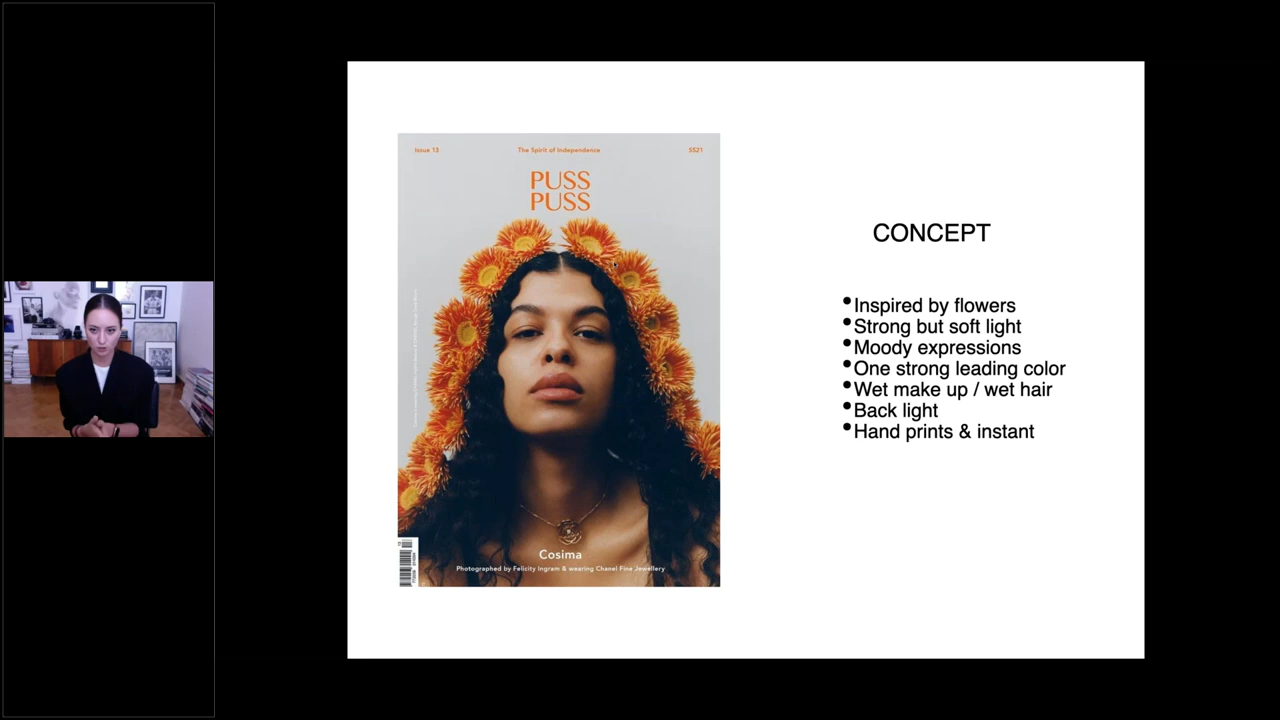 Issue 13
The Spirit of Independence
SS21
PUSS
PUSS
Cosima
Photographed by Felicity Ingram & wearing Chanel Fine Jewellery
CONCEPT
•Inspired by flowers
•Strong but soft light
•Moody expressions
•One strong leading color
•Wet make up / wet hair
•Back light
•Hand prints & instant